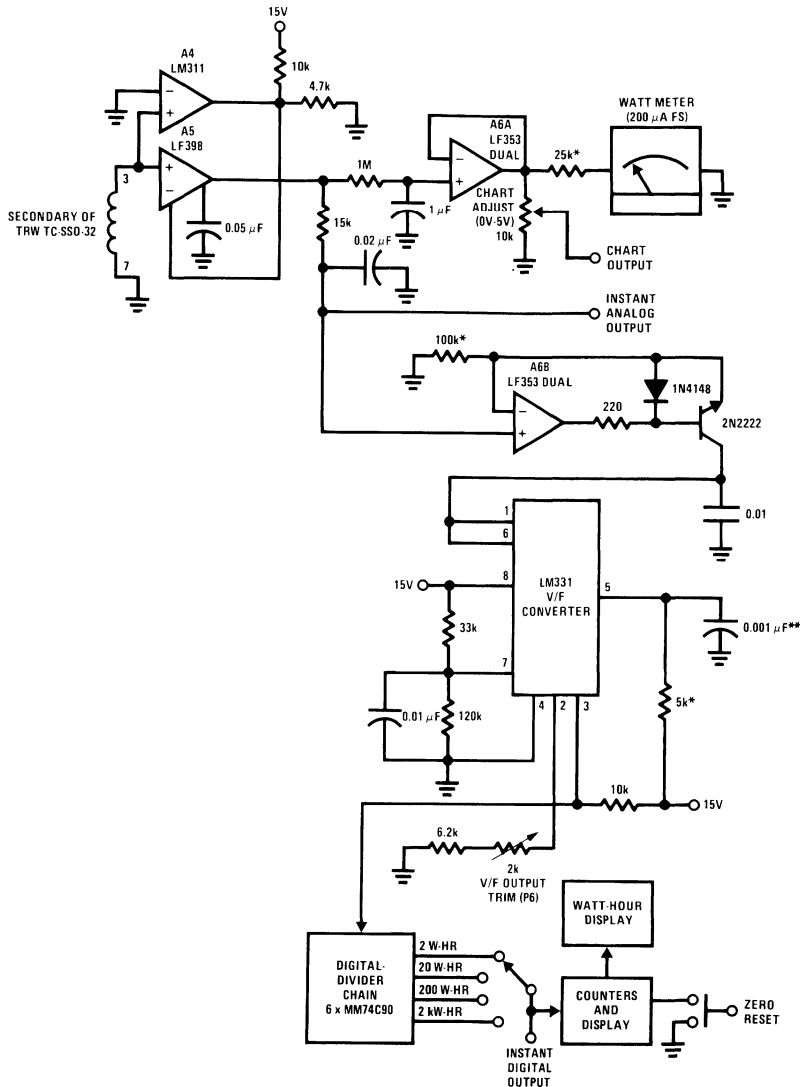 15V
A4
LM311
10k
4.7k
−
+
A5
LF398
3
+
−
SECONDARY OF
TRW TC-SSO-32
7
0.05 μF
1M
15k
1 μF
0.02 μF
A6A
LF353
DUAL
−
+
CHART
ADJUST
(0V-5V)
10k
25k*
WATT METER
(200 μA FS)
CHART
OUTPUT
INSTANT
ANALOG
OUTPUT
100k*
A6B
LF353 DUAL
−
+
220
1N4148
2N2222
0.01
1
6
15V
8
LM331
V/F
CONVERTER
5
0.001 μF**
33k
7
0.01 μF
120k
4
2
3
5k*
10k
15V
6.2k
2k
V/F OUTPUT
TRIM (P6)
DIGITAL-
DIVIDER
CHAIN
6 x MM74C90
2 W-HR
20 W-HR
200 W-HR
2 kW-HR
INSTANT
DIGITAL
OUTPUT
WATT-HOUR
DISPLAY
COUNTERS
AND
DISPLAY
ZERO
RESET